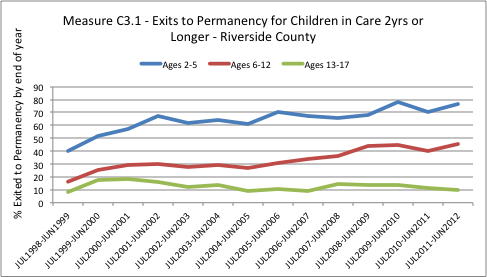 Measure C3.1 - Exits to Permanency for Children in Care 2yrs or
Longer - Riverside County
Ages 2-5 Ages 6-12 Ages 13-17
% Exited to Permanency by end of year
90
80
70
60
50
40
30
20
10
0
JUL1998-JUN1999
JUL1999-JUN2000
JUL2000-JUN2001
JUL2001-JUN2002
JUL2002-JUN2003
JUL2003-JUN2004
JUL2004-JUN2005
JUL2005-JUN2006
JUL2006-JUN2007
JUL2007-JUN2008
JUL2008-JUN2009
JUL2009-JUN2010
JUL2010-JUN2011
JUL2011-JUN2012